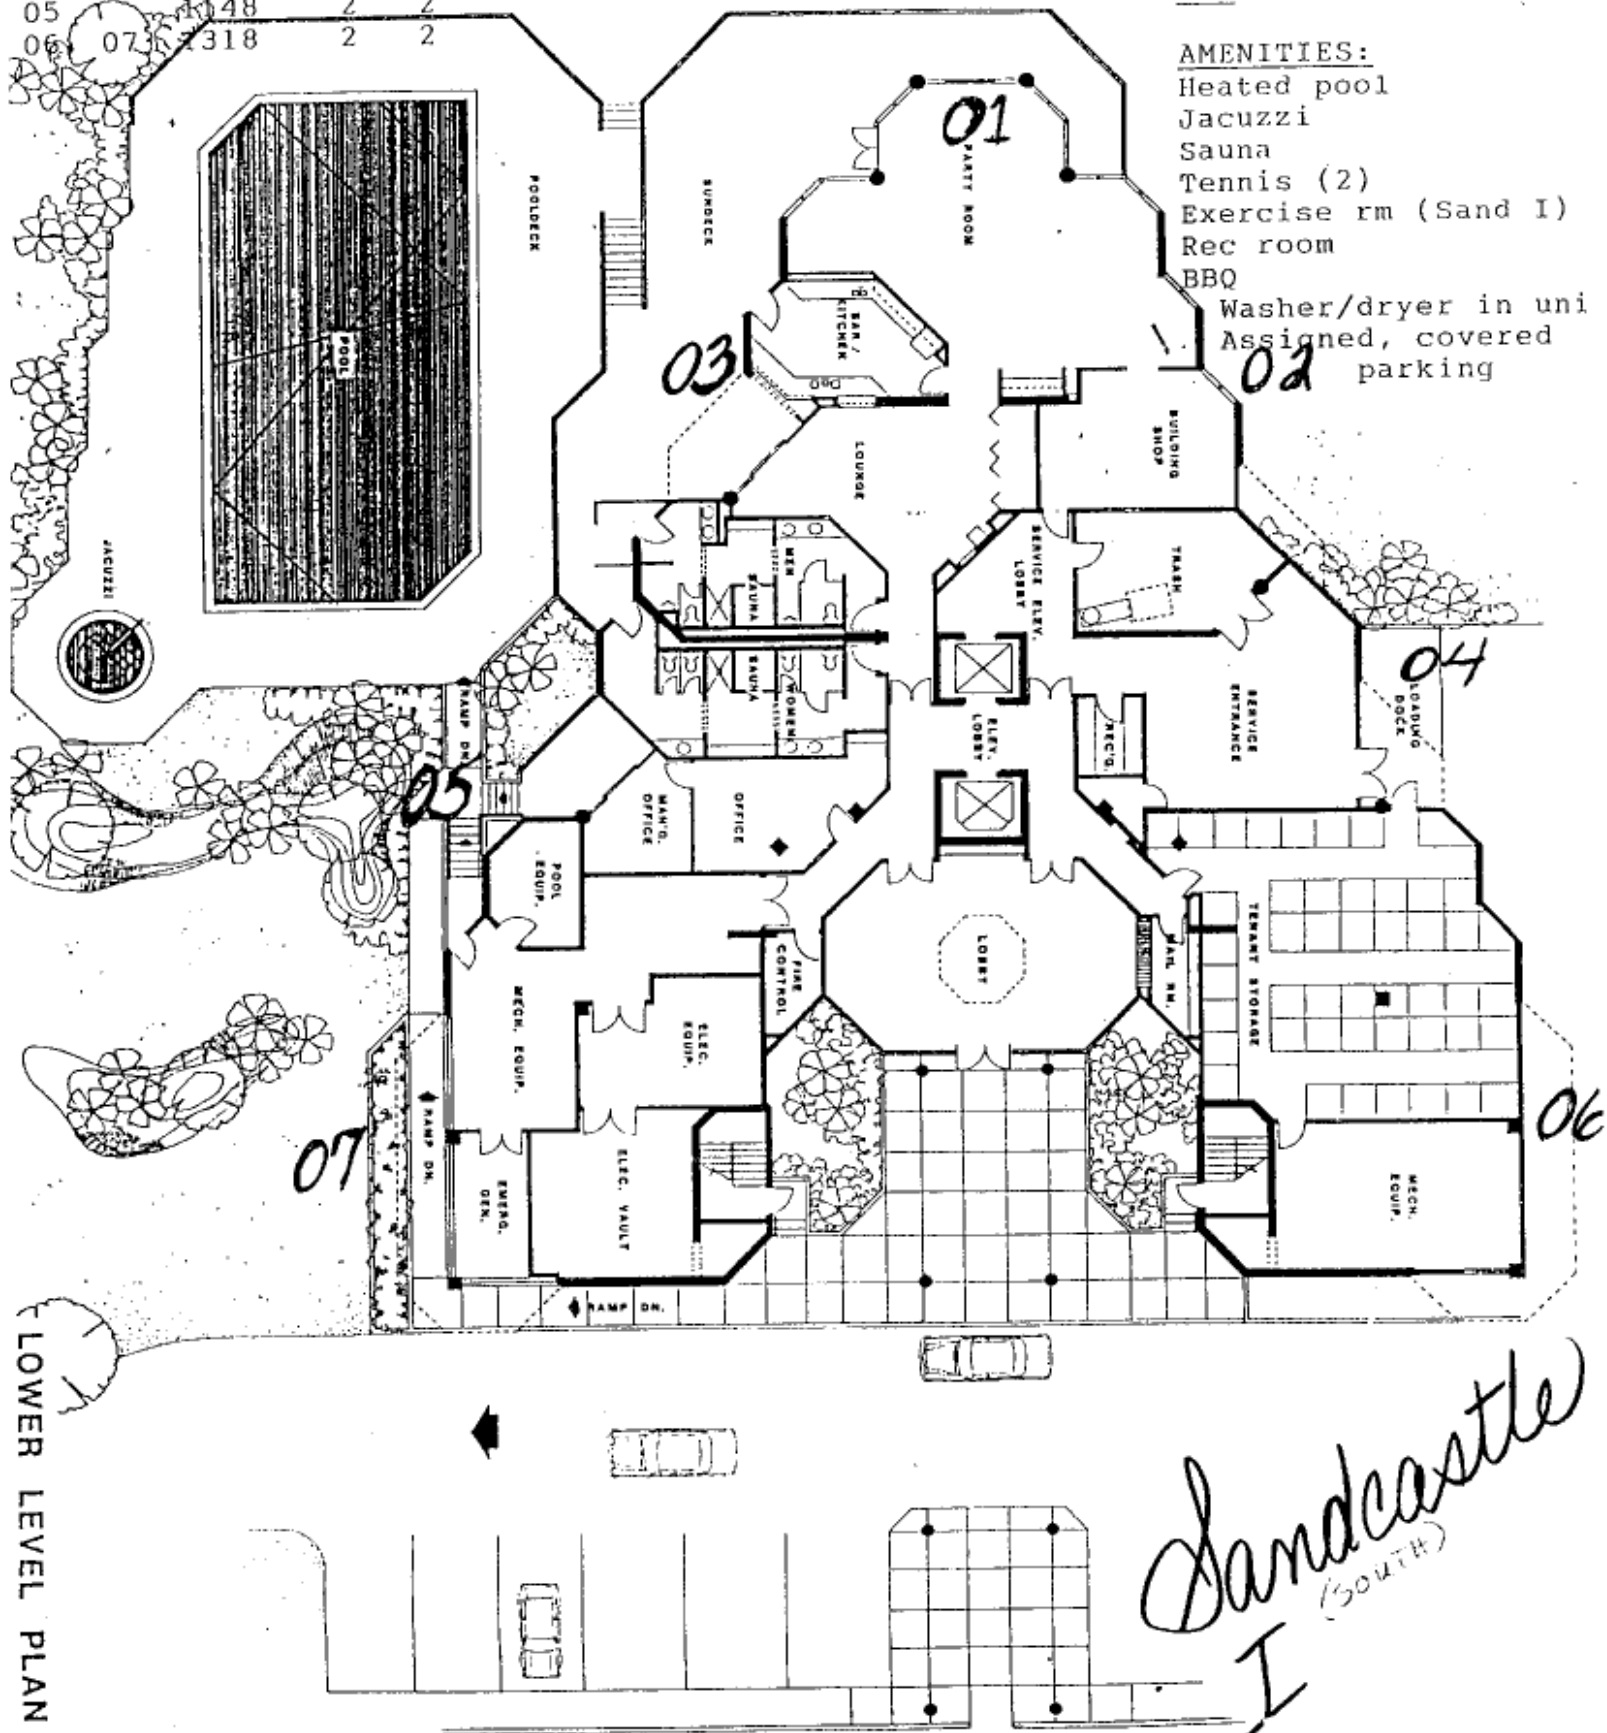 05 1148 2 2
06 07 1318 2 2
AMENITIES:
Heated pool
Jacuzzi
Sauna
Tennis (2)
Exercise rm (Sand I)
Rec room
BBQ
Washer/dryer in uni
Assigned, covered
parking
01
PARTY ROOM
POOLDECK
SUNDECK
BAR /
KITCHEN
03
02
POOL
LOUNGE
BUILDING
SHOP
JACUZZI
MEN
SAUNA
SERVICE ELEV.
LOBBY
TRASH
04
SAUNA
WOMEN
RAMP DN.
ELEV.
LOBBY
REC'G.
SERVICE
ENTRANCE
LOADING
DOCK
05
MAN'G.
OFFICE
OFFICE
POOL
EQUIP.
FIRE
CONTROL
LOBBY
MAIL RM.
TENANT STORAGE
MECH. EQUIP.
ELEC.
EQUIP.
RAMP DN.
07
06
EMERG.
GEN.
ELEC. VAULT
MECH.
EQUIP.
RAMP DN.
LOWER LEVEL PLAN
Sandcastle
(SOUTH)
I